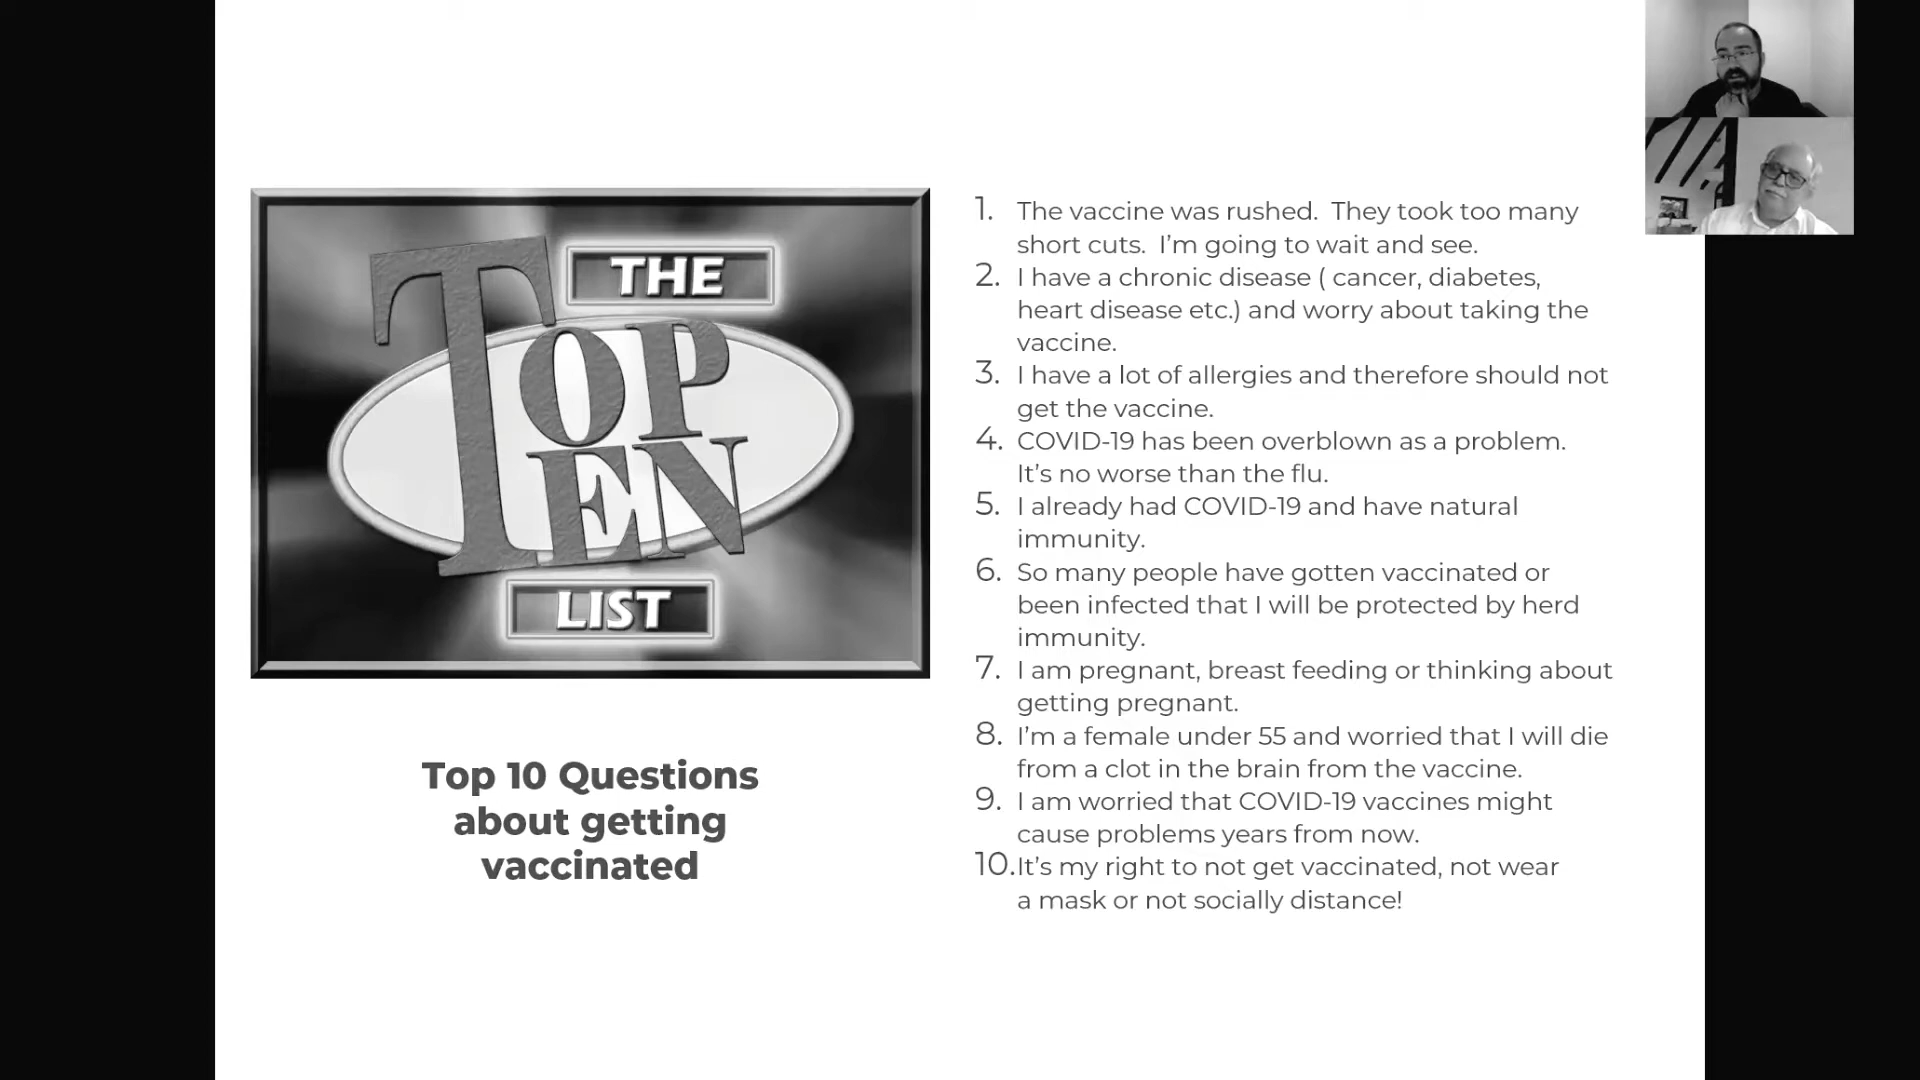 THE
TOP
TEN
LIST
Top 10 Questions
about getting
vaccinated
1. The vaccine was rushed. They took too many
short cuts. I'm going to wait and see.
2. I have a chronic disease ( cancer, diabetes,
heart disease etc.) and worry about taking the
vaccine.
3. I have a lot of allergies and therefore should not
get the vaccine.
4. COVID-19 has been overblown as a problem.
It's no worse than the flu.
5. I already had COVID-19 and have natural
immunity.
6. So many people have gotten vaccinated or
been infected that I will be protected by herd
immunity.
7. I am pregnant, breast feeding or thinking about
getting pregnant.
8. I'm a female under 55 and worried that I will die
from a clot in the brain from the vaccine.
9. I am worried that COVID-19 vaccines might
cause problems years from now.
10. It's my right to not get vaccinated, not wear
a mask or not socially distance!